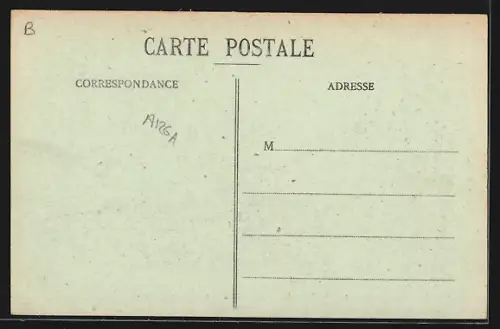 B
CARTE POSTALE
CORRESPONDANCE
ADRESSE
A126A
M